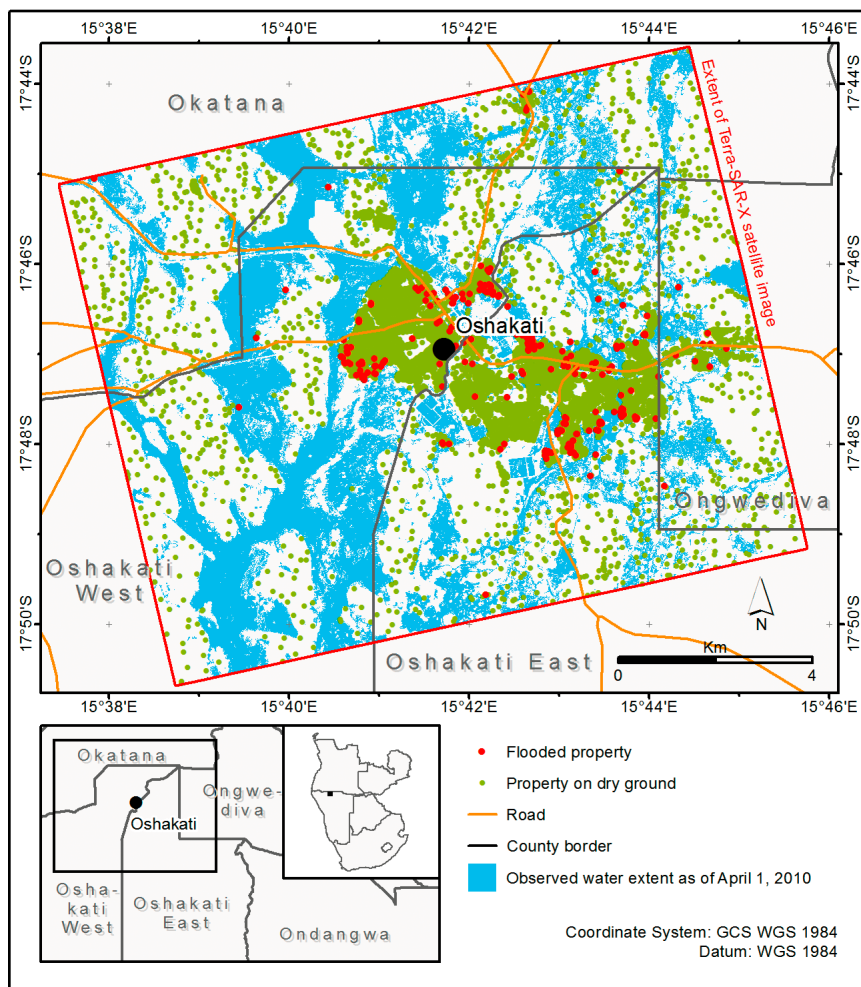 15°38'E 15°40'E 15°42'E 15°44'E 15°46'E
17°44'S 17°44'S
Okatana
Extent of Terra-SAR-X satellite image
17°46'S 17°46'S
Oshakati
17°48'S 17°48'S
Ongwediva
Oshakati
West
17°50'S 17°50'S
N
Km
Oshakati East
0 4
15°38'E 15°40'E 15°42'E 15°44'E 15°46'E
Okatana
Ongwe-
diva
Oshakati
Osha-
kati
West
Oshakati
East
Ondangwa
Flooded property
Property on dry ground
Road
County border
Observed water extent as of April 1, 2010
Coordinate System: GCS WGS 1984
Datum: WGS 1984